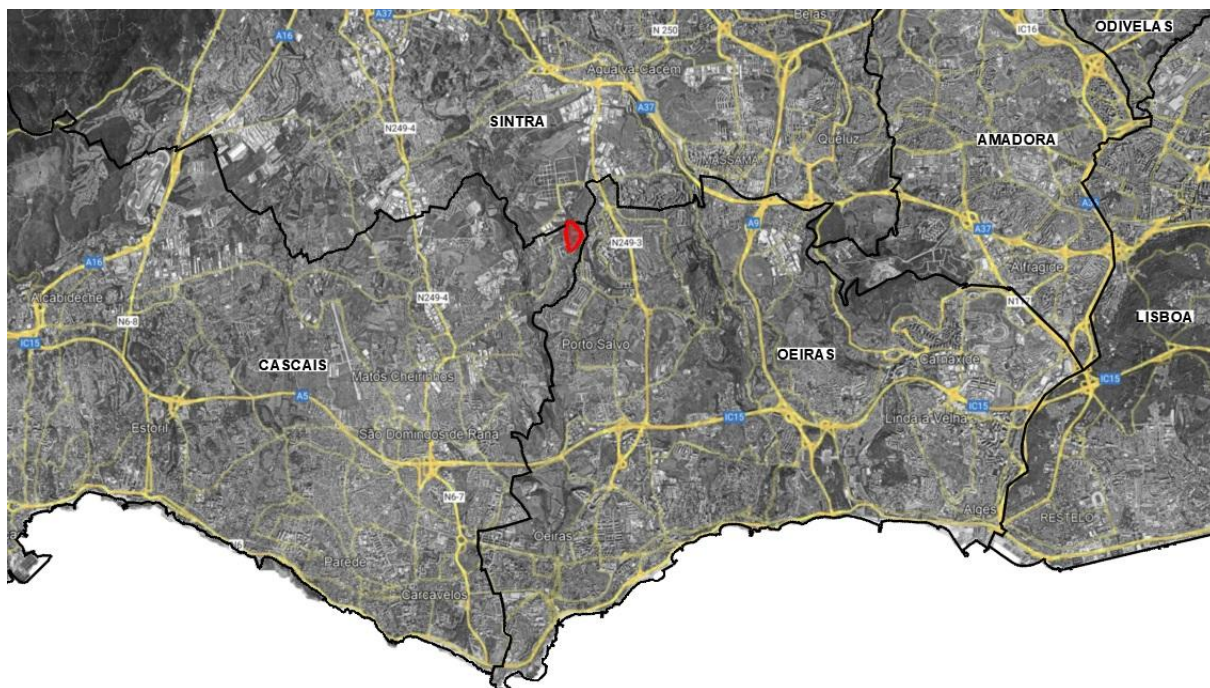 Belas
ODIVELAS
A37
N 250
IC16
A16
Agualva-Cacém
A37
N249-4
SINTRA
AMADORA
Queluz
MASSAMÁ
A9
A37
N249-3
A16
Alfragide
Alcabideche
N249-4
N6-8
LISBOA
IC15
Porto Salvo
OEIRAS
Carnaxide
CASCAIS
Matos Cheirinhos
IC15
A5
IC15
IC15
Linda a Velha
Estoril
São Domingos de Rana
N6-7
Algés
RESTELO
Oeiras
Parede
Carcavelos